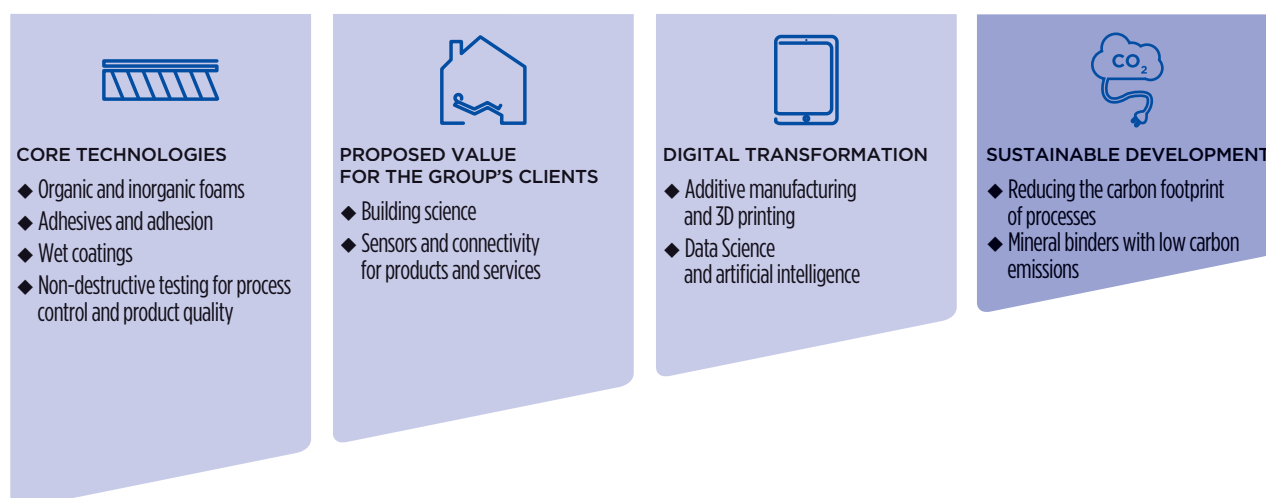 CORE TECHNOLOGIES
◆ Organic and inorganic foams
◆ Adhesives and adhesion
◆ Wet coatings
◆ Non-destructive testing for process
control and product quality
PROPOSED VALUE
FOR THE GROUP'S CLIENTS
◆ Building science
◆ Sensors and connectivity
for products and services
DIGITAL TRANSFORMATION
◆ Additive manufacturing
and 3D printing
◆ Data Science
and artificial intelligence
CO2
SUSTAINABLE DEVELOPMENT
◆ Reducing the carbon footprint
of processes
◆ Mineral binders with low carbon
emissions